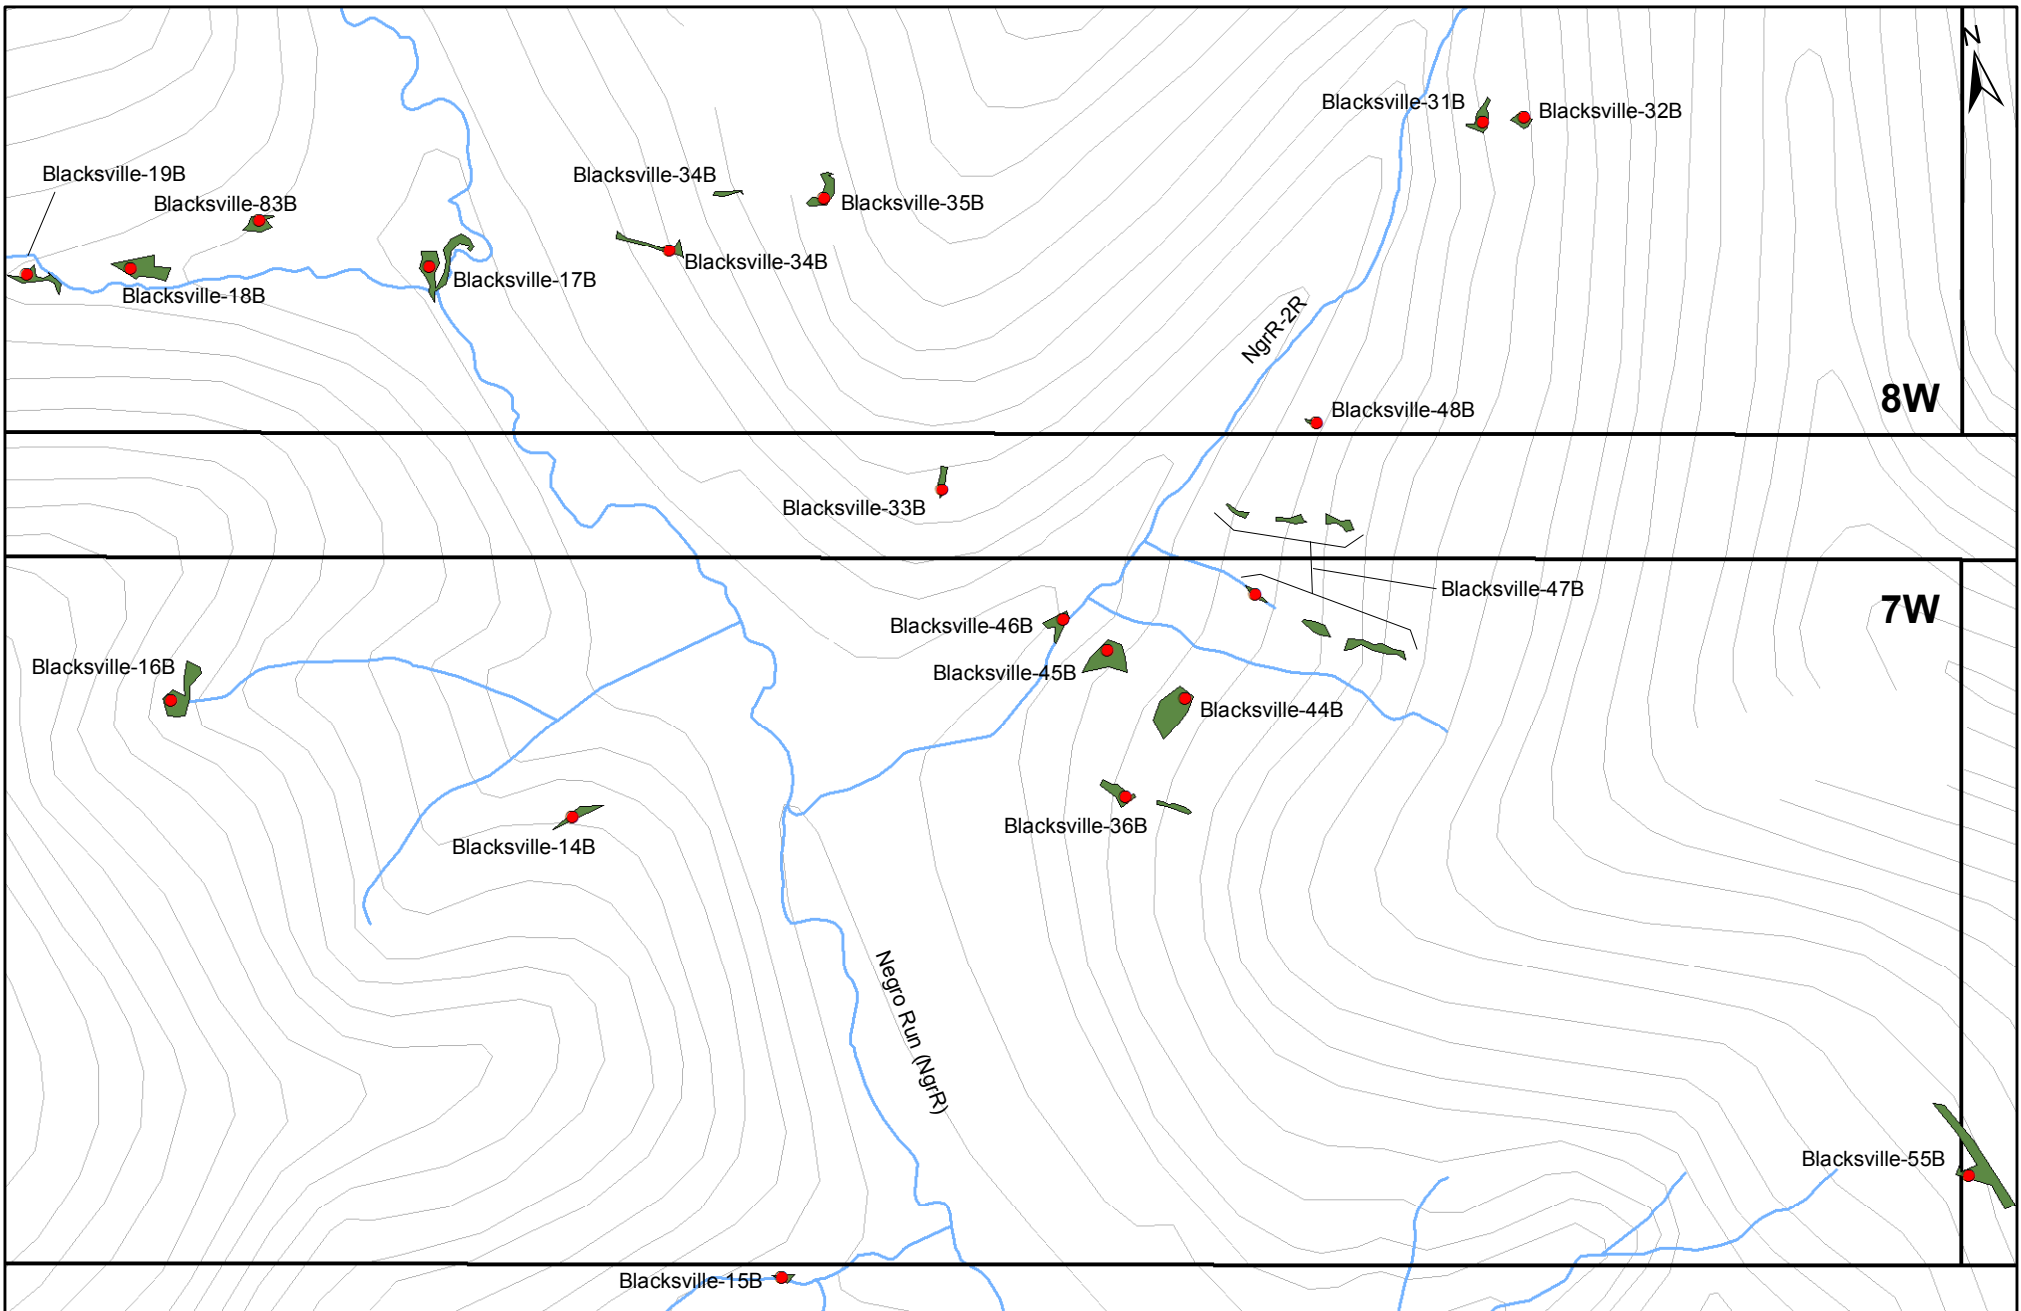 N
Blacksville-31B
Blacksville-32B
Blacksville-19B
Blacksville-34B
Blacksville-83B
Blacksville-35B
Blacksville-34B
Blacksville-17B
Blacksville-18B
NgrR-2R
8W
Blacksville-48B
Blacksville-33B
Blacksville-47B
7W
Blacksville-46B
Blacksville-16B
Blacksville-45B
Blacksville-44B
Blacksville-36B
Blacksville-14B
Negro Run (NgrR)
Blacksville-55B
Blacksville-15B